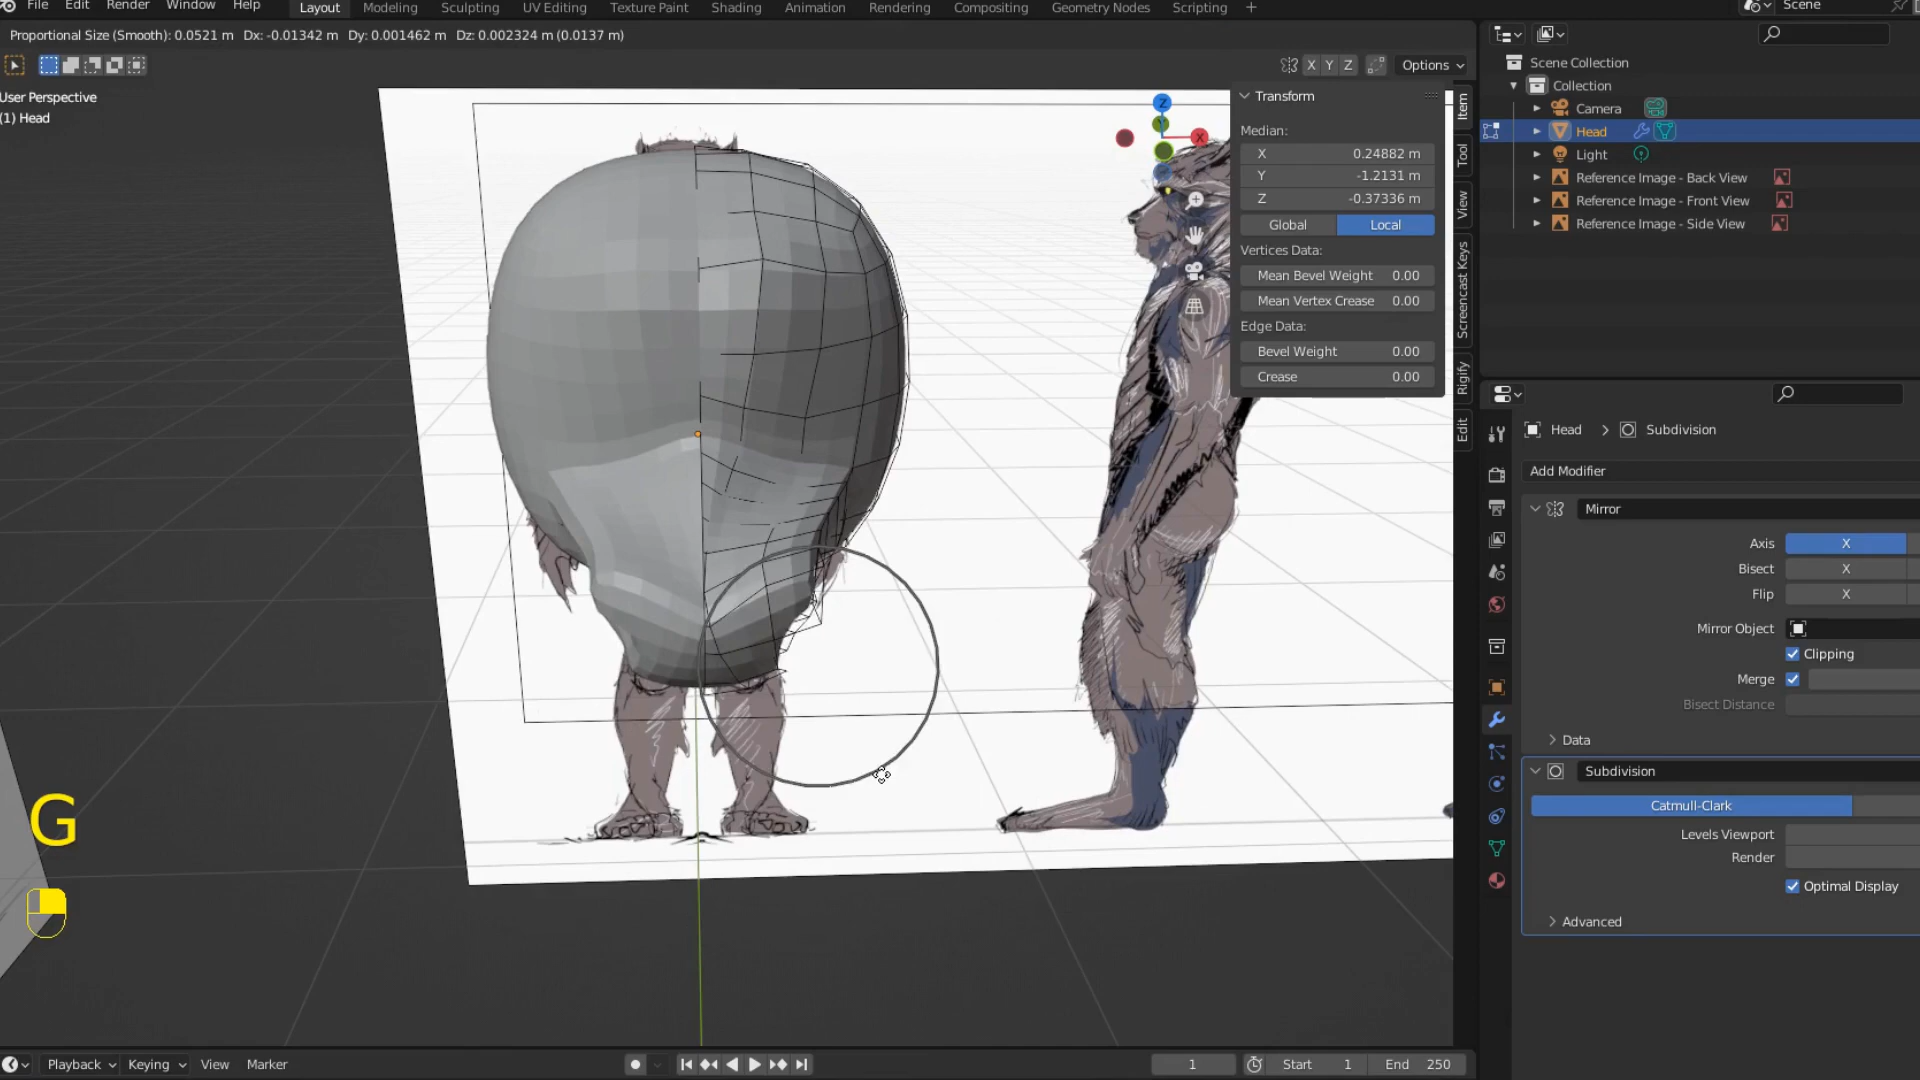 File Edit Render Window Help Layout Modeling Sculpting UV Editing Texture Paint Shading Animation Rendering Compositing Geometry Nodes Scripting + Scene
Proportional Size (Smooth): 0.0521 m Dx: -0.01342 m Dy: 0.001462 m Dz: 0.002324 m (0.0137 m)
X Y Z Options
User Perspective
(1) Head
Transform
Median:
X 0.24882 m
Y -1.2131 m
Z -0.37336 m
Global Local
Vertices Data:
Mean Bevel Weight 0.00
Mean Vertex Crease 0.00
Edge Data:
Bevel Weight 0.00
Crease 0.00
Z
X
Item
Tool
View
Screencast Keys
Rigify
Edit
Scene Collection
Collection
Camera
Head
Light
Reference Image - Back View
Reference Image - Front View
Reference Image - Side View
Head > Subdivision
Add Modifier
Mirror
Axis X
Bisect X
Flip X
Mirror Object
Clipping
Merge
Bisect Distance
Data
Subdivision
Catmull-Clark
Levels Viewport
Render
Optimal Display
Advanced
G
Playback Keying View Marker 1 Start 1 End 250